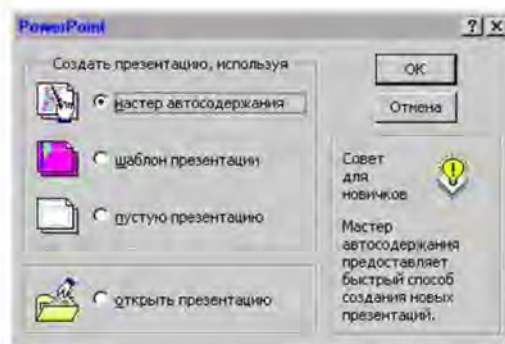 PowerPoint
Создать презентацию, используя
мастер автосодержания
шаблон презентации
пустую презентацию
открыть презентацию
ОК
Отмена
Совет
для
новичков
Мастер
автосодержания
предоставляет
быстрый способ
создания новых
презентаций.